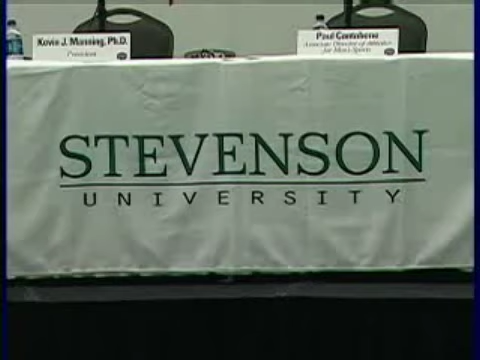 Kevin J. Manning, Ph.D.
President
Paul Cantabene
Associate Director of Athletics
for Men's Sports
STEVENSON
UNIVERSITY